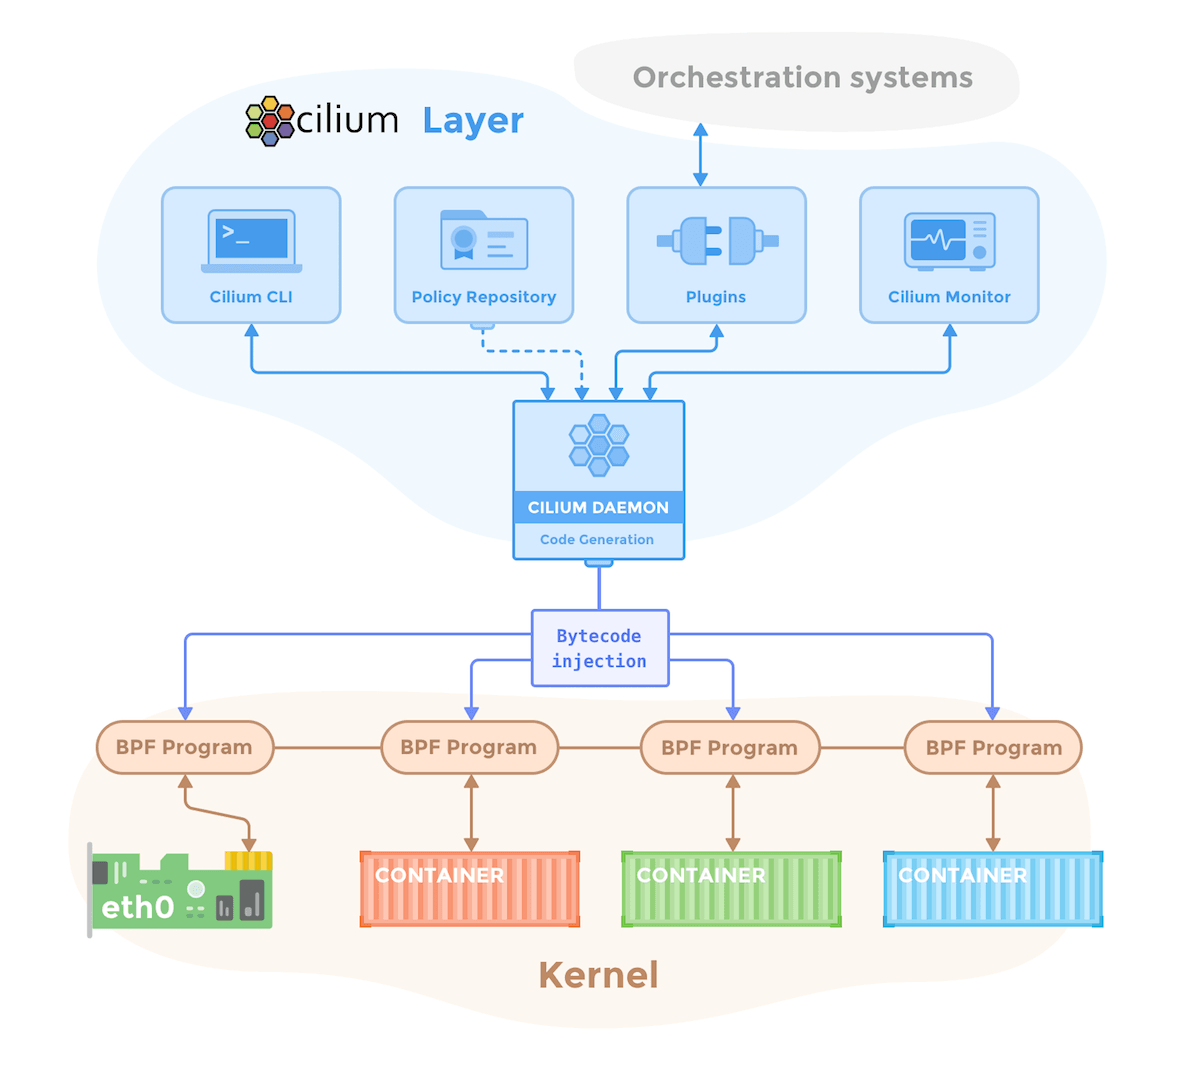 Orchestration systems
cilium Layer
>_
Cilium CLI
Policy Repository
Plugins
Cilium Monitor
CILIUM DAEMON
Code Generation
Bytecode
injection
BPF Program
BPF Program
BPF Program
BPF Program
eth0
CONTAINER
CONTAINER
CONTAINER
Kernel